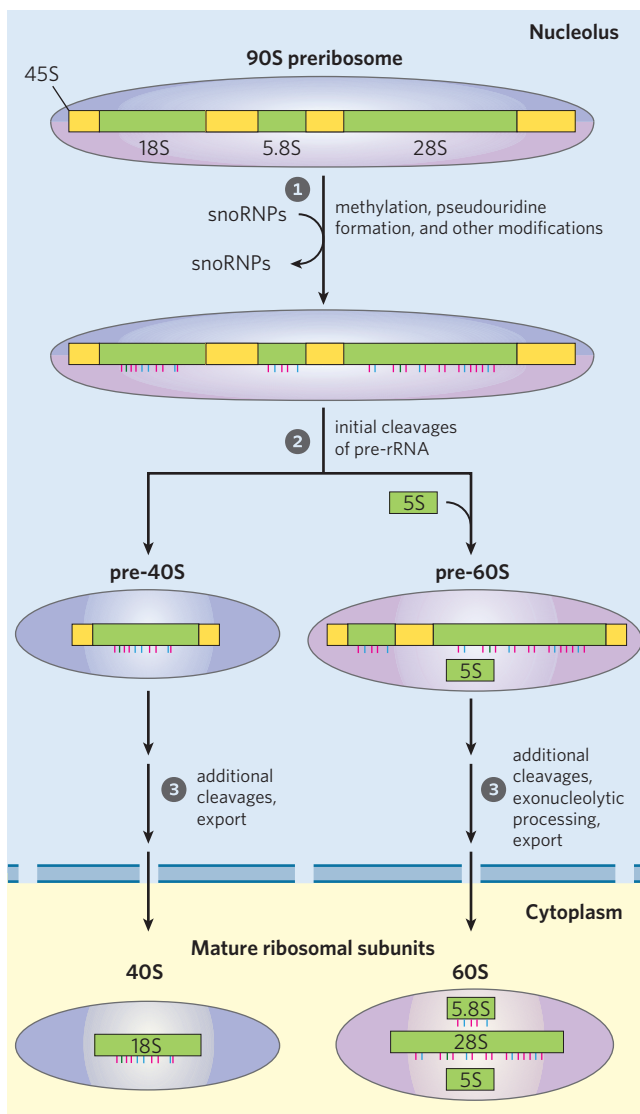 Nucleolus
90S preribosome
45S
18S
5.8S
28S
1
snoRNPs
methylation, pseudouridine
formation, and other modifications
snoRNPs
2
initial cleavages
of pre-rRNA
5S
pre-40S
pre-60S
5S
3
additional
cleavages,
export
3
additional
cleavages,
exonucleolytic
processing,
export
Cytoplasm
Mature ribosomal subunits
40S
60S
18S
5.8S
28S
5S